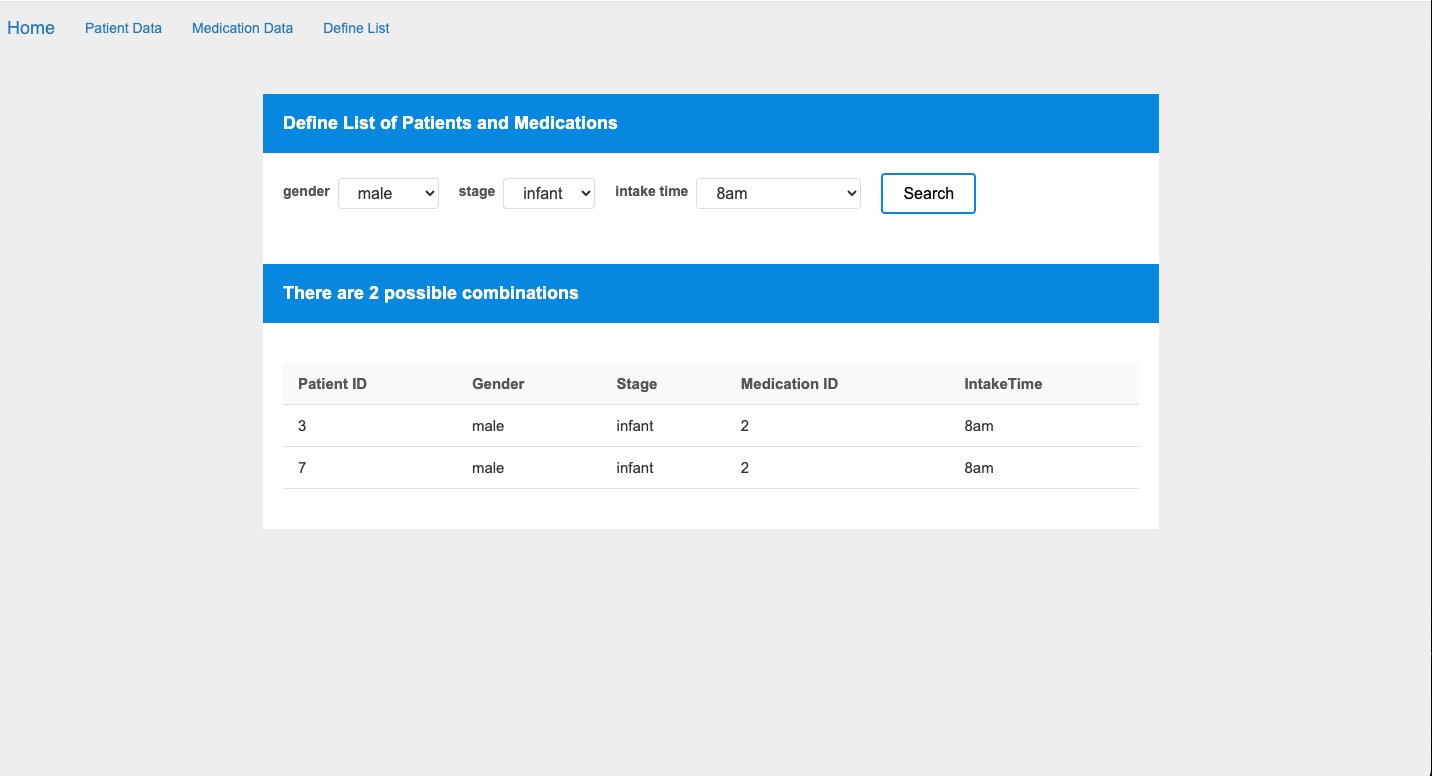 Home Patient Data Medication Data Define List
Define List of Patients and Medications
gender male stage infant intake time 8am Search
There are 2 possible combinations
Patient ID Gender Stage Medication ID IntakeTime
3 male infant 2 8am
7 male infant 2 8am